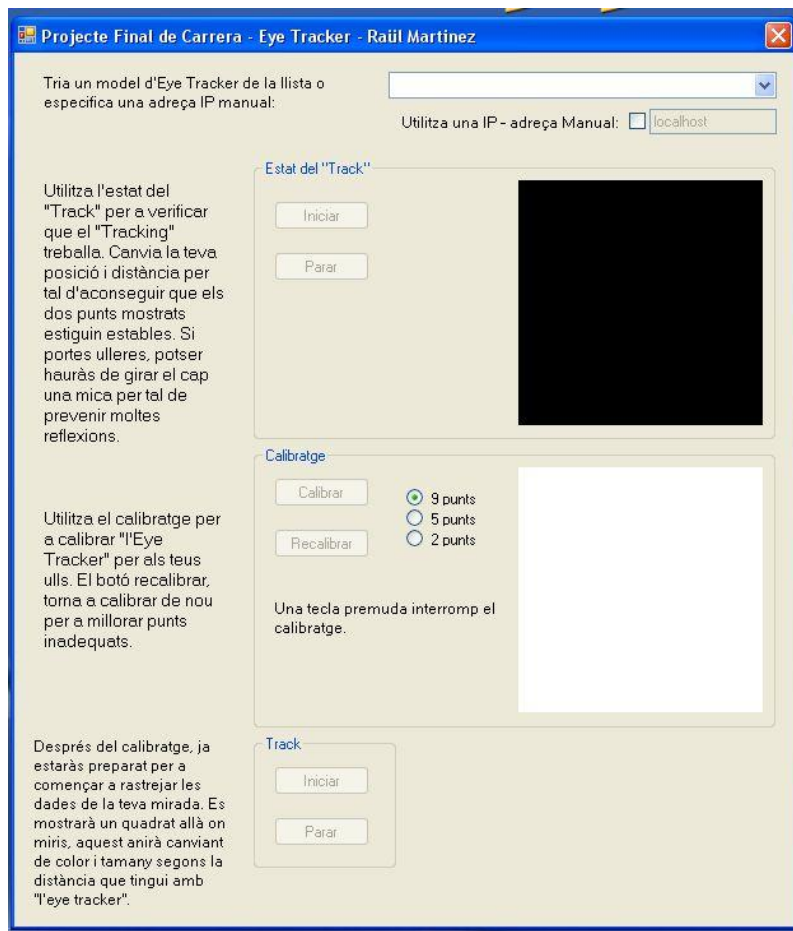 Projecte Final de Carrera - Eye Tracker - Raül Martinez
Tria un model d'Eye Tracker de la llista o
especifica una adreça IP manual:
Utilitza una IP - adreça Manual:
localhost
Estat del "Track"
Utilitza l'estat del
"Track" per a verificar
que el "Tracking"
treballa. Canvia la teva
posició i distància per
tal d'aconseguir que els
dos punts mostrats
estiguin estables. Si
portes ulleres, potser
hauràs de girar el cap
una mica per tal de
prevenir moltes
reflexions.
Iniciar
Parar
Calibratge
Utilitza el calibratge per
a calibrar "l'Eye
Tracker" per als teus
ulls. El botó recalibrar,
torna a calibrar de nou
per a millorar punts
inadequats.
Calibrar
Recalibrar
9 punts
5 punts
2 punts
Una tecla premuda interromp el
calibratge.
Després del calibratge, ja
estaràs preparat per a
començar a rastrejar les
dades de la teva mirada. Es
mostrarà un quadrat allà on
miris, aquest anirà canviant
de color i tamany segons la
distància que tingui amb
"l'eye tracker".
Track
Iniciar
Parar